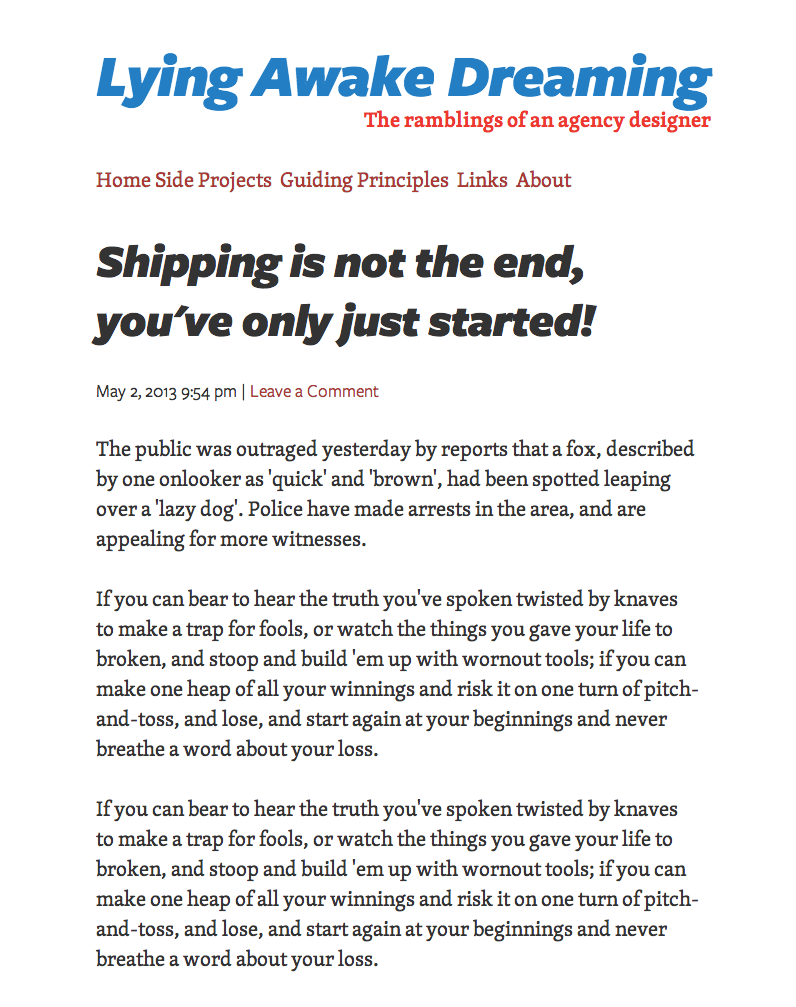 Lying Awake Dreaming
The ramblings of an agency designer
Home Side Projects Guiding Principles Links About
Shipping is not the end,
you've only just started!
May 2, 2013 9:54 pm | Leave a Comment
The public was outraged yesterday by reports that a fox, described
by one onlooker as 'quick' and 'brown', had been spotted leaping
over a 'lazy dog'. Police have made arrests in the area, and are
appealing for more witnesses.
If you can bear to hear the truth you've spoken twisted by knaves
to make a trap for fools, or watch the things you gave your life to
broken, and stoop and build 'em up with wornout tools; if you can
make one heap of all your winnings and risk it on one turn of pitch-
and-toss, and lose, and start again at your beginnings and never
breathe a word about your loss.
If you can bear to hear the truth you've spoken twisted by knaves
to make a trap for fools, or watch the things you gave your life to
broken, and stoop and build 'em up with wornout tools; if you can
make one heap of all your winnings and risk it on one turn of pitch-
and-toss, and lose, and start again at your beginnings and never
breathe a word about your loss.